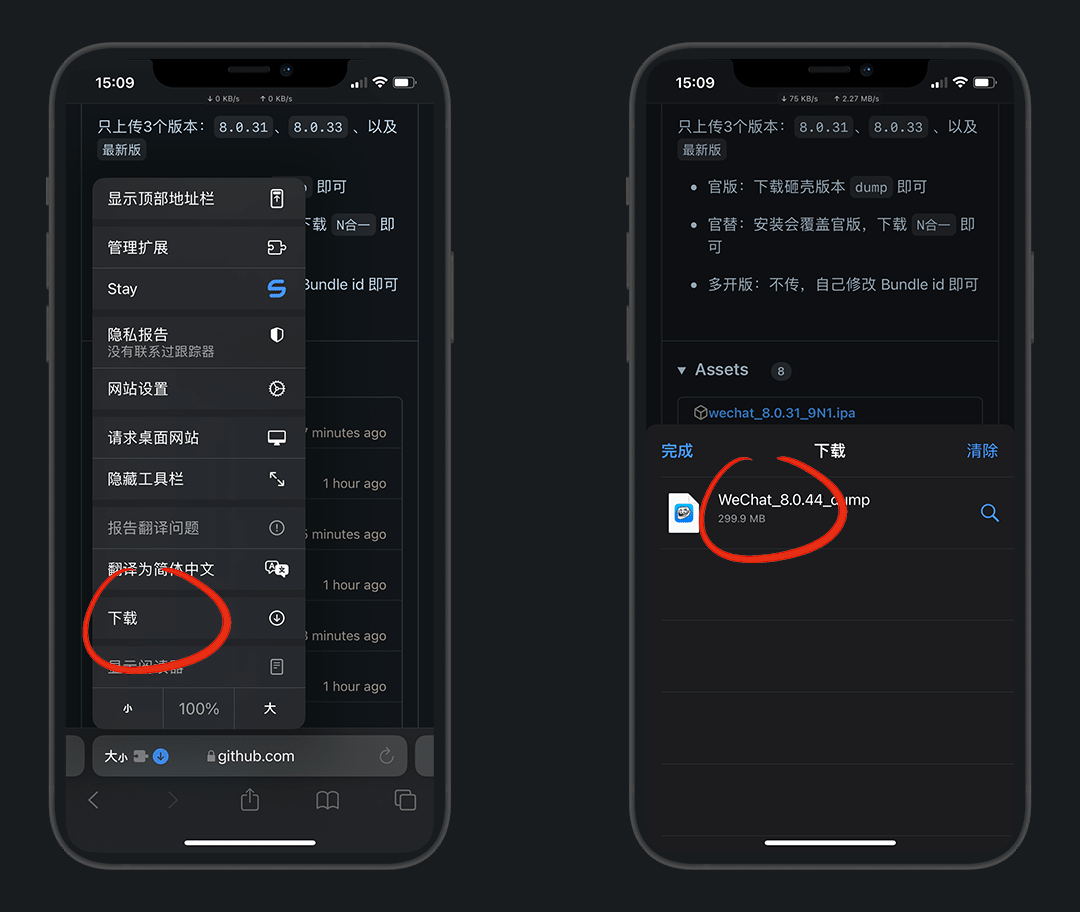 15:09
↓ 0 KB/s ↑ 0 KB/s
只上传3个版本： 8.0.31 、 8.0.33 、以及
最新版
即可
下载 N合一 即
Bundle id 即可
显示顶部地址栏
管理扩展
Stay
隐私报告
没有联系过跟踪器
网站设置
请求桌面网站
隐藏工具栏
报告翻译问题
翻译为简体中文
下载
显示阅读器
小 100% 大
minutes ago
1 hour ago
minutes ago
1 hour ago
minutes ago
1 hour ago
大小 github.com
15:09
↓ 75 KB/s ↑ 2.27 MB/s
只上传3个版本： 8.0.31 、 8.0.33 、以及
最新版
• 官版：下载砸壳版本 dump 即可
• 官替：安装会覆盖官版，下载 N合一 即
可
• 多开版：不传，自己修改 Bundle id 即可
▼ Assets 8
wechat_8.0.31_9N1.ipa
完成 下载 清除
WeChat_8.0.44_dump
299.9 MB